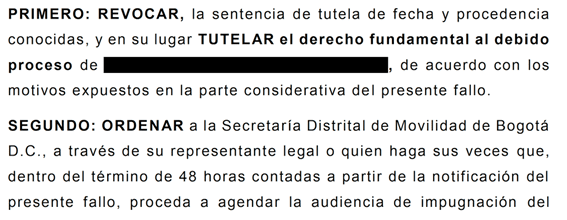 PRIMERO: REVOCAR, la sentencia de tutela de fecha y procedencia
conocidas, y en su lugar TUTELAR el derecho fundamental al debido
proceso de , de acuerdo con los
motivos expuestos en la parte considerativa del presente fallo.
SEGUNDO: ORDENAR a la Secretaría Distrital de Movilidad de Bogotá
D.C., a través de su representante legal o quien haga sus veces que,
dentro del término de 48 horas contadas a partir de la notificación del
presente fallo, proceda a agendar la audiencia de impugnación del